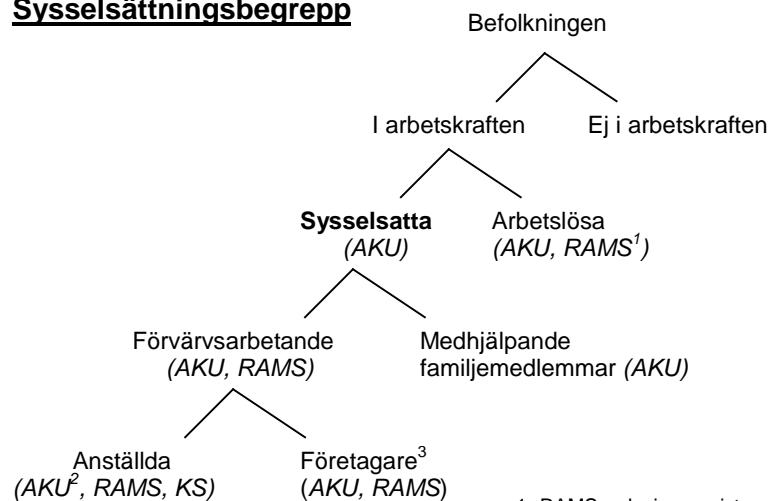 Sysselsättningsbegrepp
Befolkningen
I arbetskraften
Ej i arbetskraften
Sysselsatta
(AKU)
Arbetslösa
(AKU, RAMS¹)
Förvärvsarbetande
(AKU, RAMS)
Medhjälpande
familjemedlemmar (AKU)
Anställda
(AKU², RAMS, KS)
Företagare³
(AKU, RAMS)